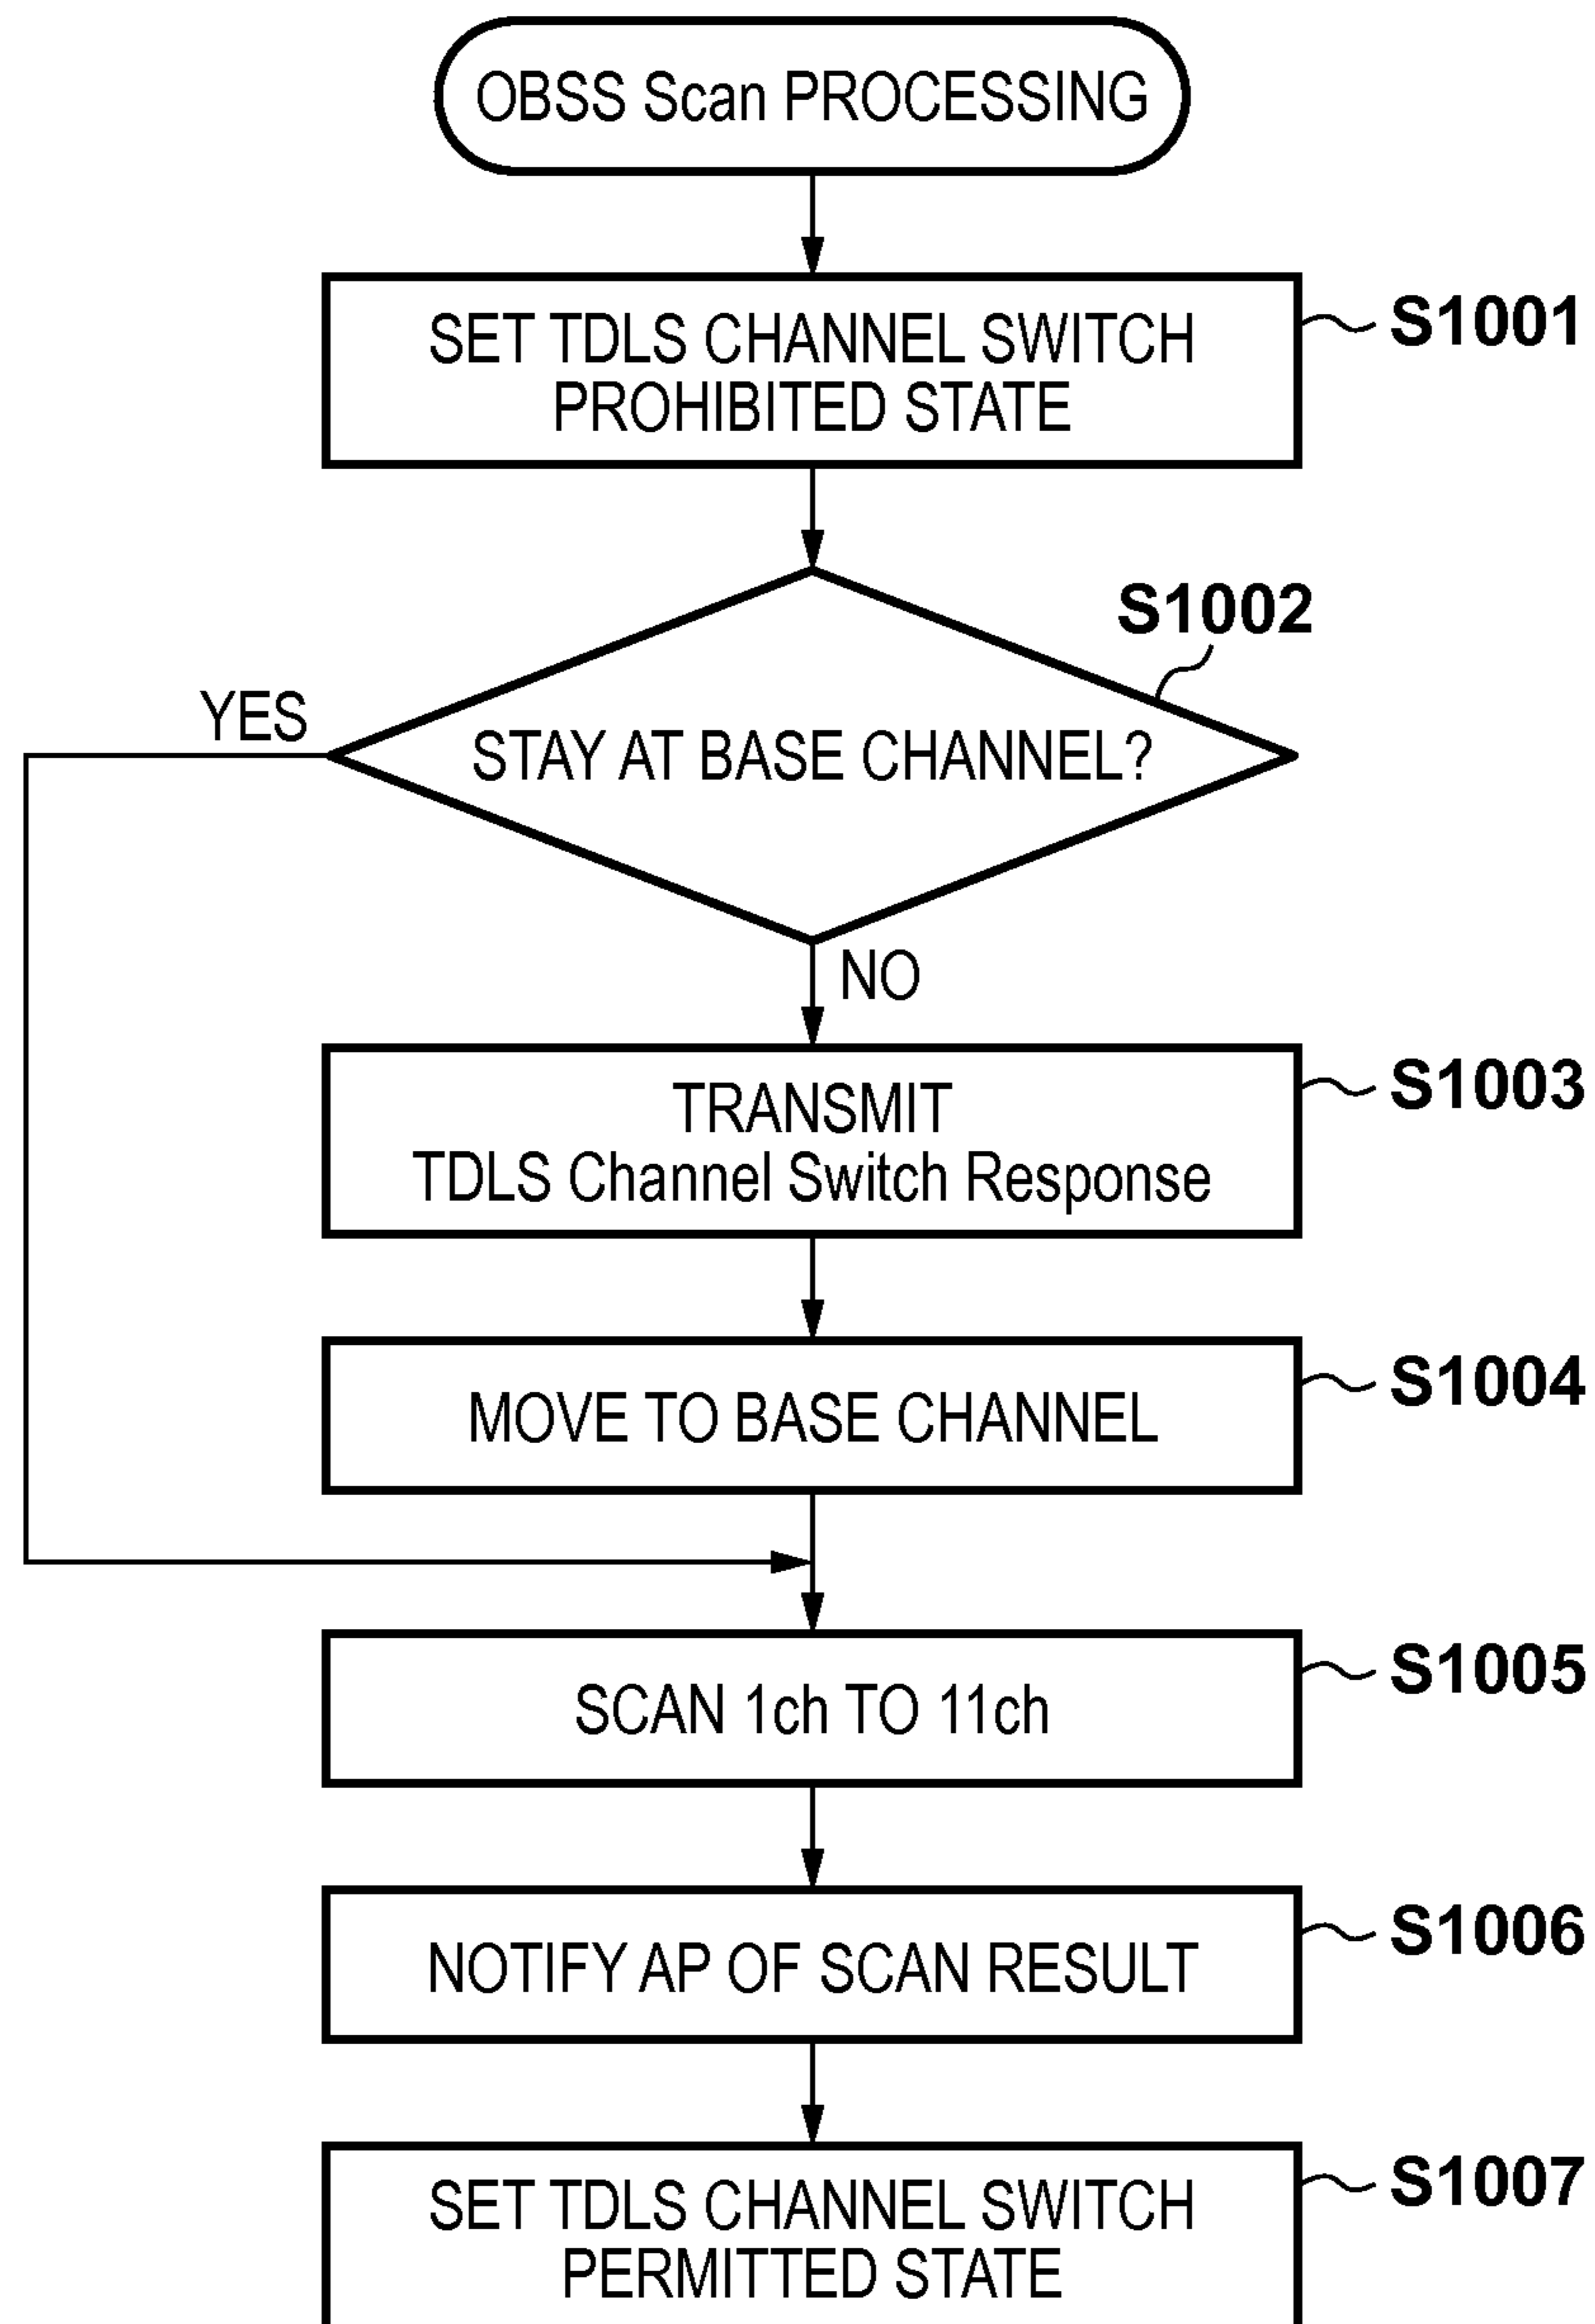 OBSS Scan PROCESSING
SET TDLS CHANNEL SWITCH
PROHIBITED STATE
S1001
S1002
YES
STAY AT BASE CHANNEL?
NO
TRANSMIT
TDLS Channel Switch Response
S1003
MOVE TO BASE CHANNEL
S1004
SCAN 1ch TO 11ch
S1005
NOTIFY AP OF SCAN RESULT
S1006
SET TDLS CHANNEL SWITCH
PERMITTED STATE
S1007